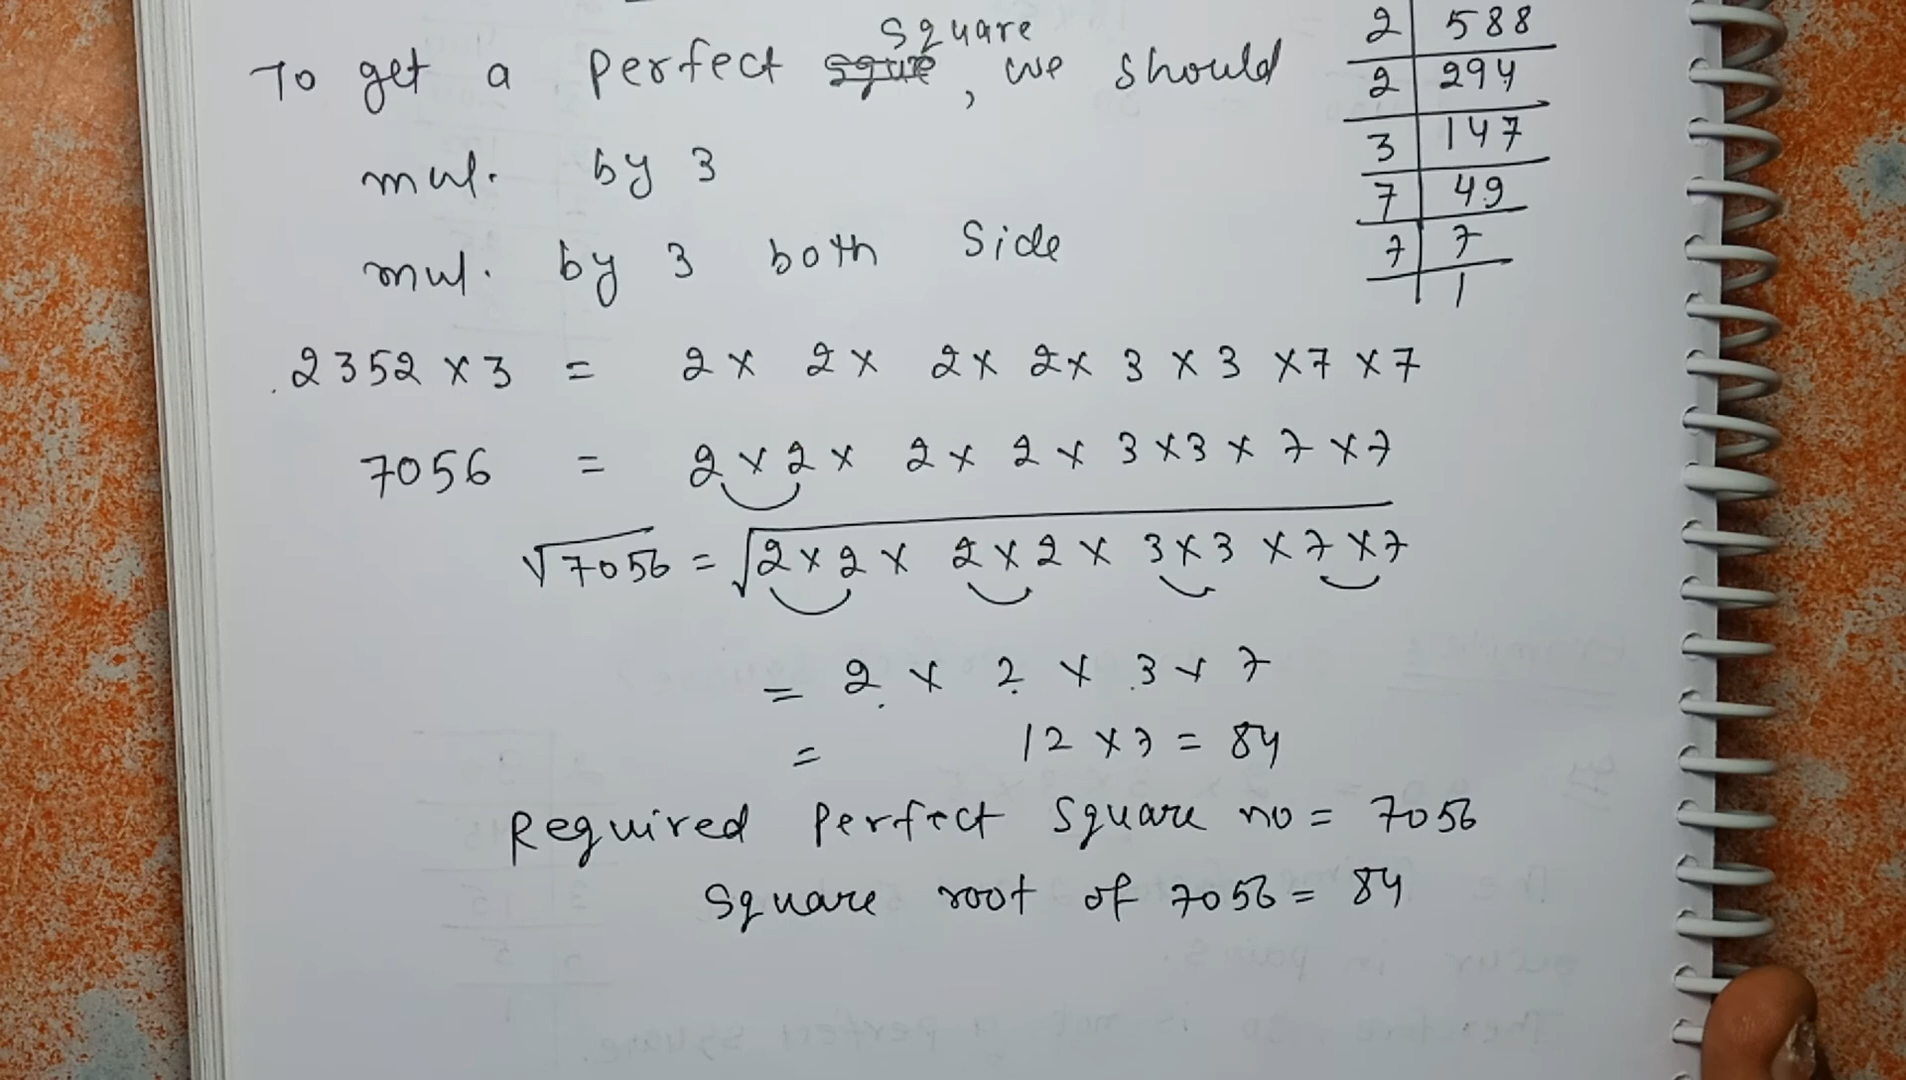 To get a perfect square, we should
mul. by 3
mul. by 3 both Side
2 | 588
2 | 294
3 | 147
7 | 49
7 | 7
| 1
2352 × 3 = 2 × 2 × 2 × 2 × 3 × 3 × 7 × 7
7056 = 2 × 2 × 2 × 2 × 3 × 3 × 7 × 7
√7056 = √2 × 2 × 2 × 2 × 3 × 3 × 7 × 7
= 2 × 2 × 3 × 7
= 12 × 7 = 84
Required Perfect Square no = 7056
Square root of 7056 = 84